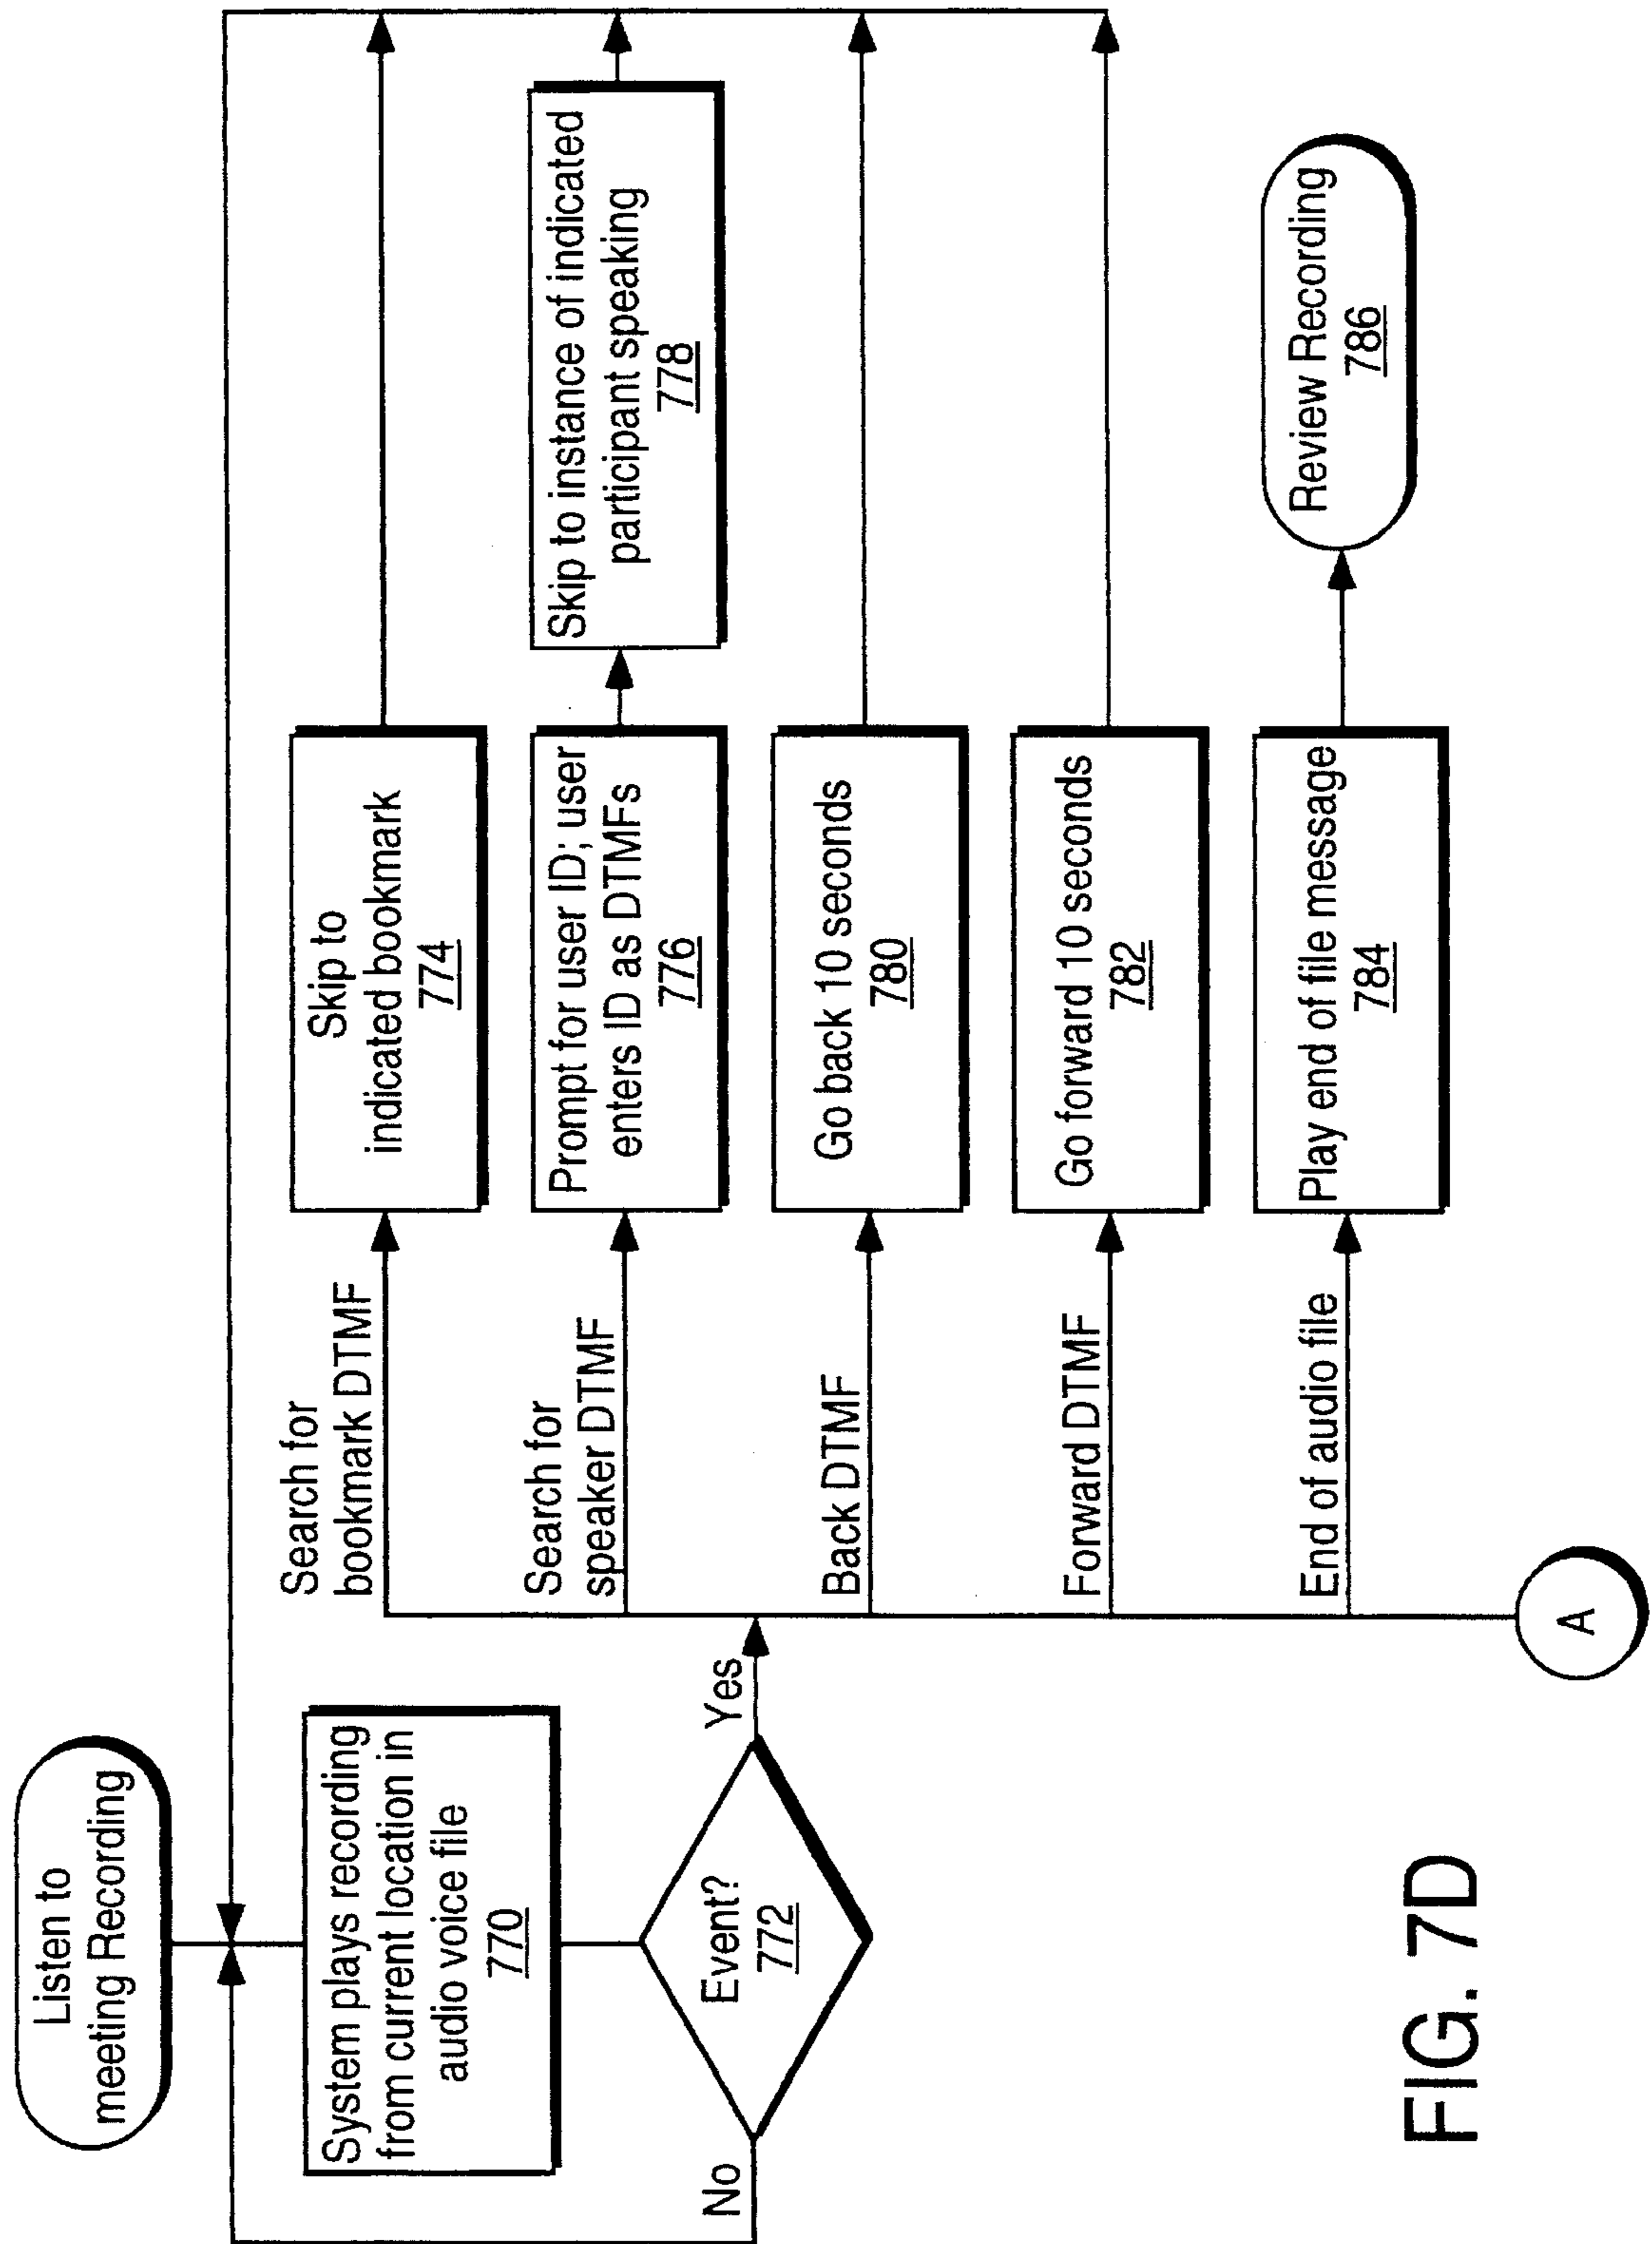 Listen to
meeting Recording
System plays recording
from current location in
audio voice file
770
Event?
772
No
Yes
Search for
bookmark DTMF
Skip to
indicated bookmark
774
Search for
speaker DTMF
Prompt for user ID; user
enters ID as DTMFs
776
Skip to instance of indicated
participant speaking
778
Back DTMF
Go back 10 seconds
780
Forward DTMF
Go forward 10 seconds
782
End of audio file
Play end of file message
784
Review Recording
786
A
FIG. 7D